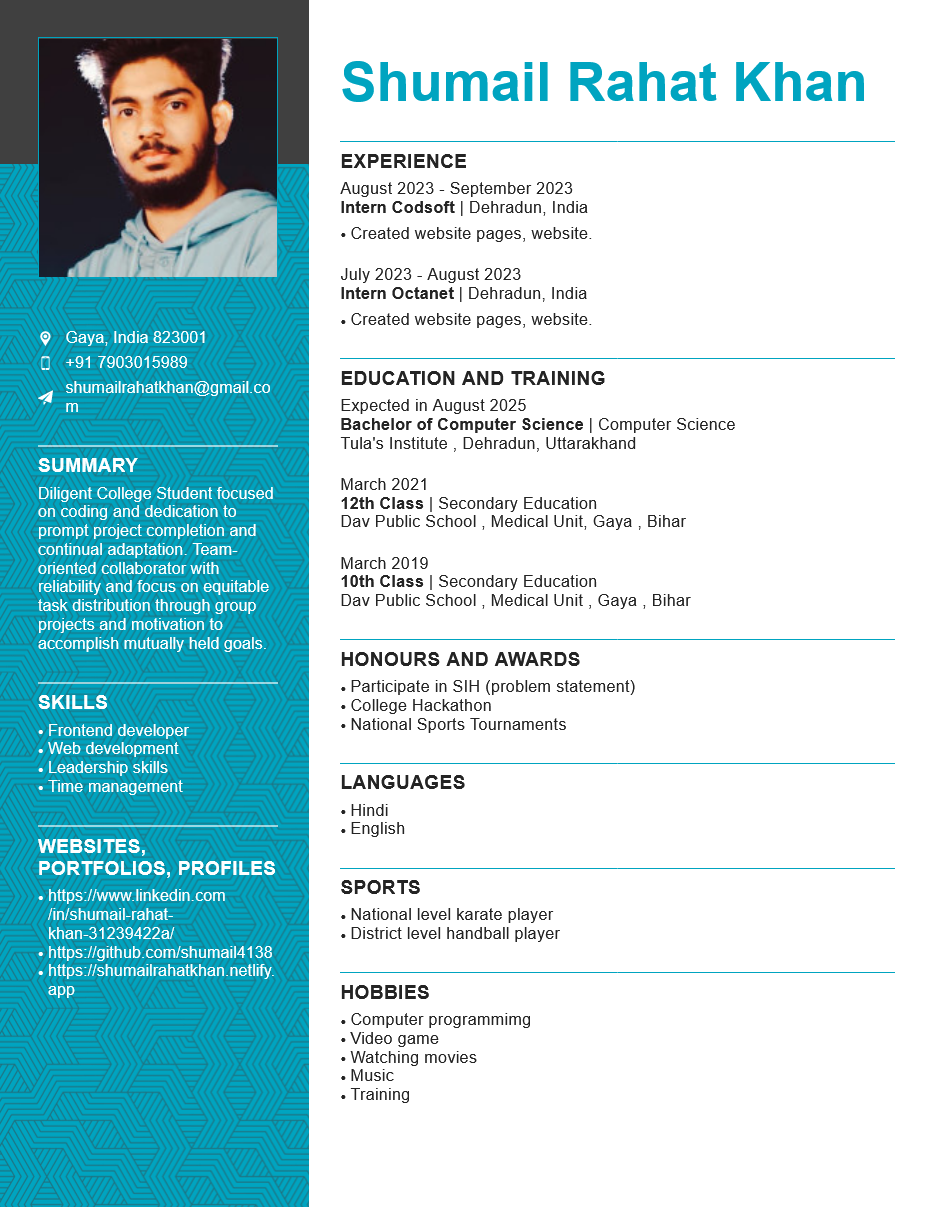 Shumail Rahat Khan
Gaya, India 823001
+91 7903015989
shumailrahatkhan@gmail.co
m
SUMMARY
Diligent College Student focused
on coding and dedication to
prompt project completion and
continual adaptation. Team-
oriented collaborator with
reliability and focus on equitable
task distribution through group
projects and motivation to
accomplish mutually held goals.
SKILLS
• Frontend developer
• Web development
• Leadership skills
• Time management
WEBSITES,
PORTFOLIOS, PROFILES
• https://www.linkedin.com
/in/shumail-rahat-
khan-31239422a/
• https://github.com/shumail4138
• https://shumailrahatkhan.netlify.
app
EXPERIENCE
August 2023 - September 2023
Intern Codsoft | Dehradun, India
• Created website pages, website.
July 2023 - August 2023
Intern Octanet | Dehradun, India
• Created website pages, website.
EDUCATION AND TRAINING
Expected in August 2025
Bachelor of Computer Science | Computer Science
Tula's Institute , Dehradun, Uttarakhand
March 2021
12th Class | Secondary Education
Dav Public School , Medical Unit, Gaya , Bihar
March 2019
10th Class | Secondary Education
Dav Public School , Medical Unit , Gaya , Bihar
HONOURS AND AWARDS
• Participate in SIH (problem statement)
• College Hackathon
• National Sports Tournaments
LANGUAGES
• Hindi
• English
SPORTS
• National level karate player
• District level handball player
HOBBIES
• Computer programmimg
• Video game
• Watching movies
• Music
• Training